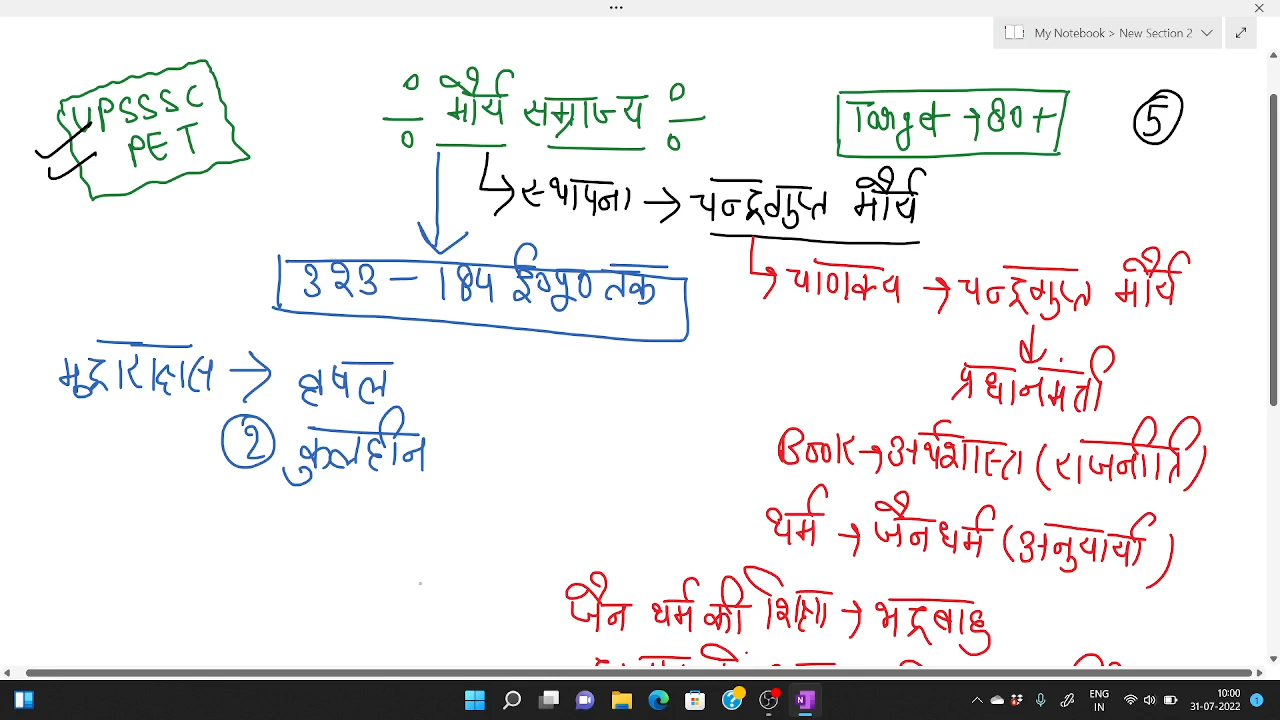 My Notebook > New Section 2
UPSSSC
PET
मौर्य सम्राज्य
Target → 80+
5
स्थापना → चन्द्रगुप्त मौर्य
323 - 184 ई०पू० तक
चाणक्य → चन्द्रगुप्त मौर्य
प्रधानमंत्री
मुद्राराक्षस → वृषल
② कुलहीन
Book → अर्थशास्त्र (राजनीति)
धर्म → जैनधर्म (अनुयायी)
जैन धर्म की शिक्षा → भद्रबाहु
ENG
IN
10:00
31-07-2022
1